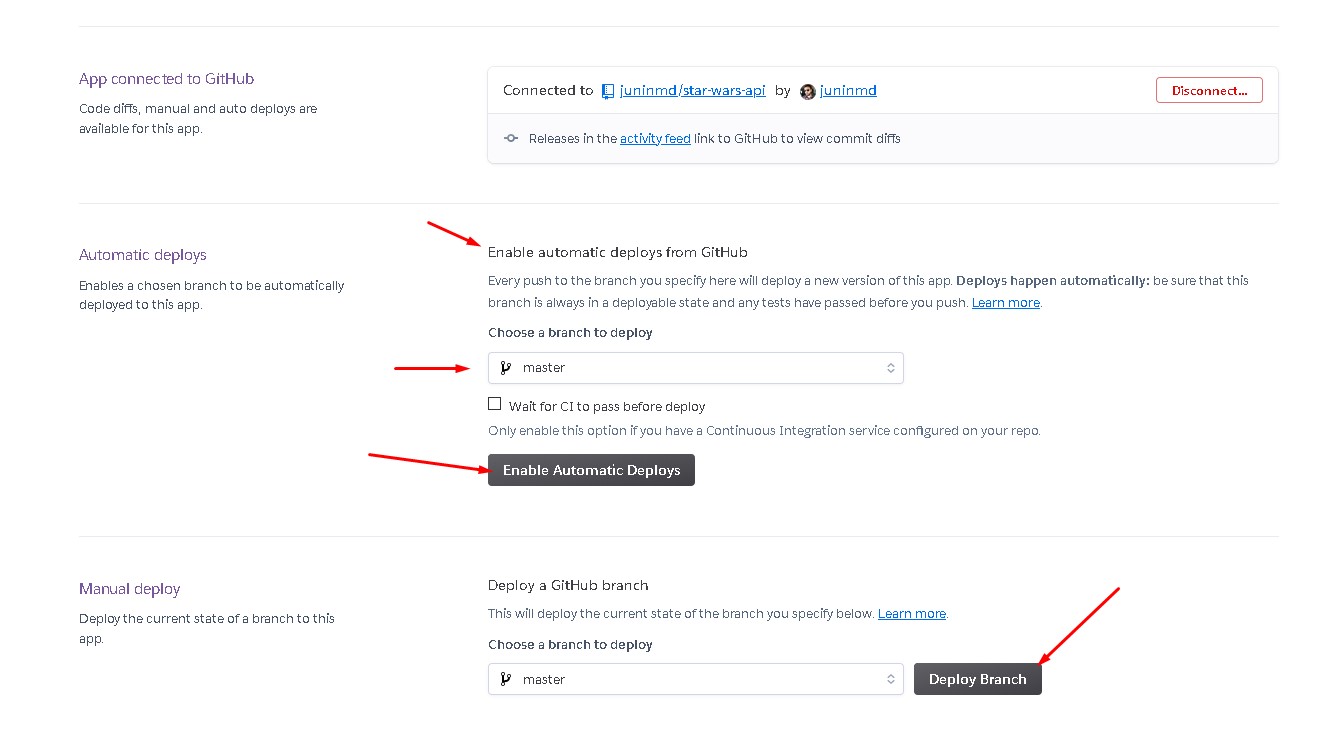 App connected to GitHub
Code diffs, manual and auto deploys are
available for this app.
Connected to juninmd/star-wars-api by juninmd
Disconnect...
Releases in the activity feed link to GitHub to view commit diffs
Automatic deploys
Enables a chosen branch to be automatically
deployed to this app.
Enable automatic deploys from GitHub
Every push to the branch you specify here will deploy a new version of this app. Deploys happen automatically: be sure that this
branch is always in a deployable state and any tests have passed before you push. Learn more.
Choose a branch to deploy
master
Wait for CI to pass before deploy
Only enable this option if you have a Continuous Integration service configured on your repo.
Enable Automatic Deploys
Manual deploy
Deploy the current state of a branch to this
app.
Deploy a GitHub branch
This will deploy the current state of the branch you specify below. Learn more.
Choose a branch to deploy
master
Deploy Branch